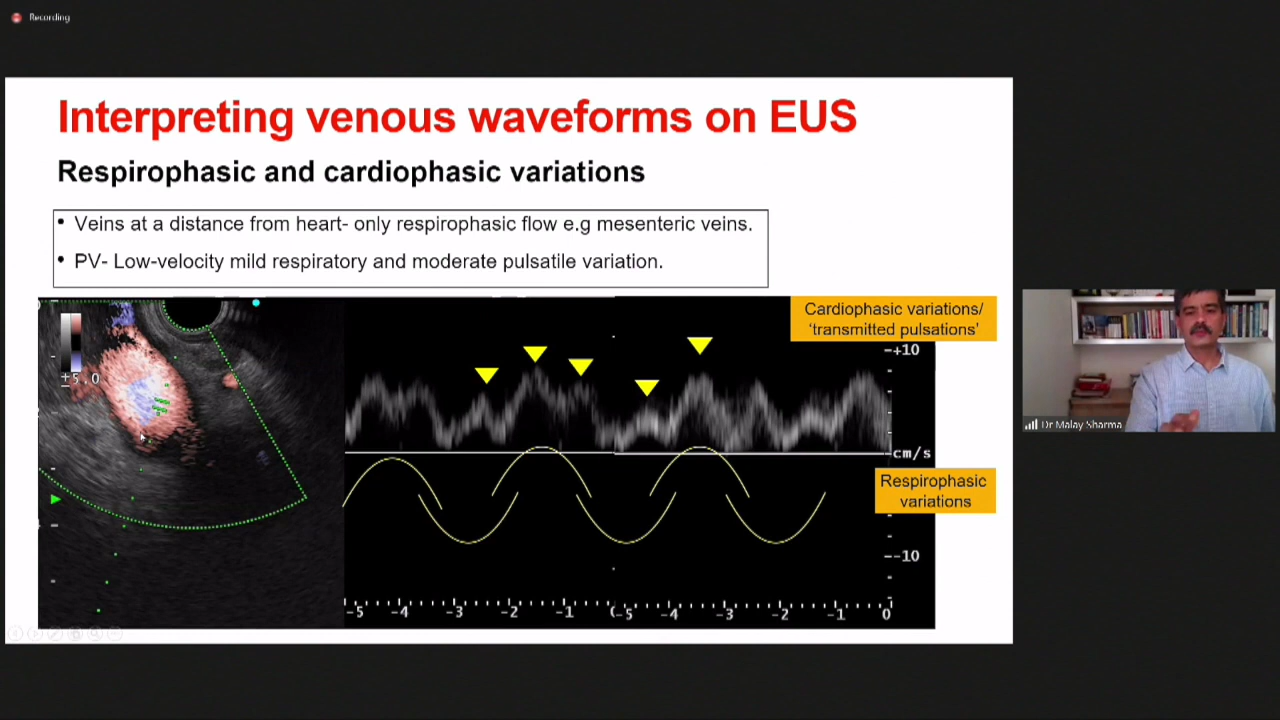 Recording
Interpreting venous waveforms on EUS
Respirophasic and cardiophasic variations
• Veins at a distance from heart- only respirophasic flow e.g mesenteric veins.
• PV- Low-velocity mild respiratory and moderate pulsatile variation.
Cardiophasic variations/
‘transmitted pulsations’
+10
±5.0
cm/s
Respirophasic
variations
-10
-5 -4 -3 -2 -1 -5 -4 -3 -2 -1 0
Dr Malay Sharma